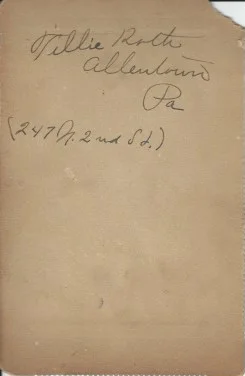 Willie Roth
Allentown
Pa
(247 N. 2nd St.)